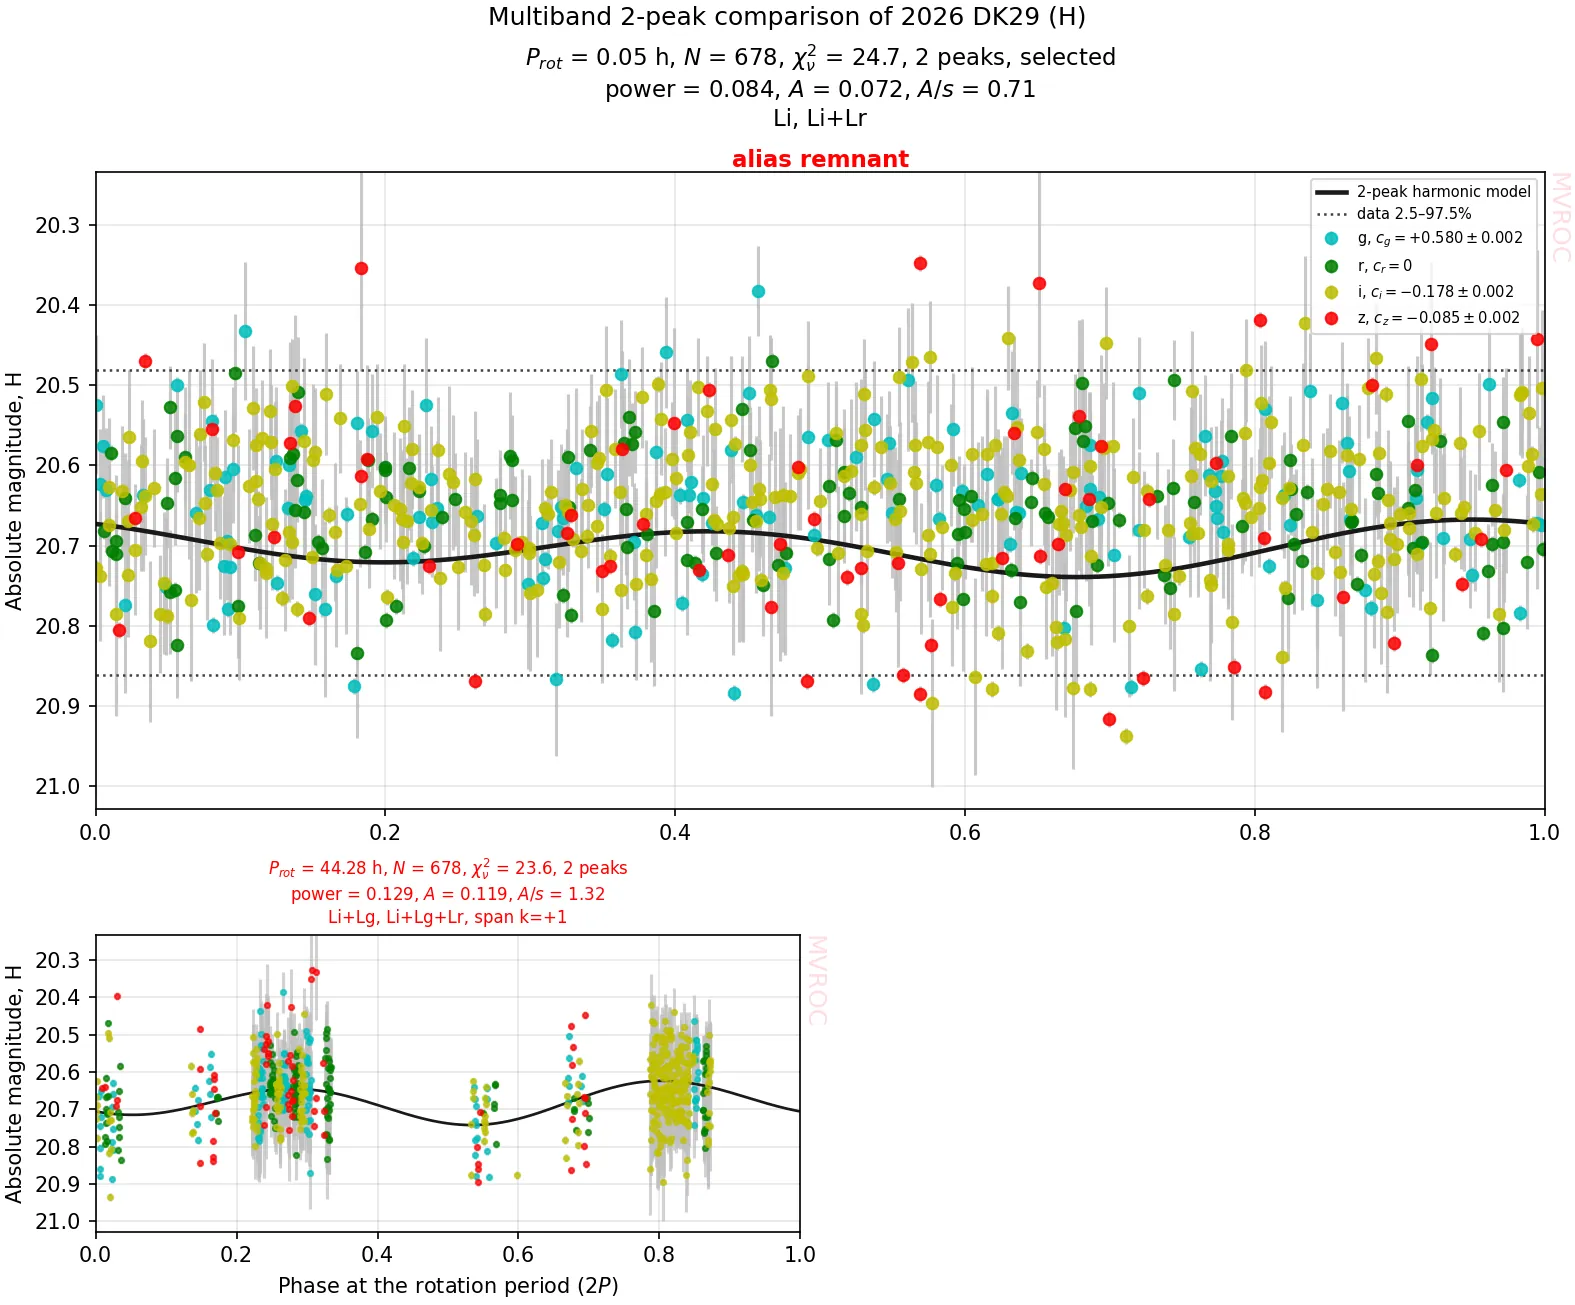 Multiband 2-peak comparison of 2026 DK29 (H)
P_rot = 0.05 h, N = 678, χ²_ν = 24.7, 2 peaks, selected
power = 0.084, A = 0.072, A/s = 0.71
Li, Li+Lr
alias remnant
2-peak harmonic model
data 2.5–97.5%
g, c_g = +0.580 ± 0.002
r, c_r = 0
i, c_i = −0.178 ± 0.002
z, c_z = −0.085 ± 0.002
MVROC
Absolute magnitude, H
20.3
20.4
20.5
20.6
20.7
20.8
20.9
21.0
0.0 0.2 0.4 0.6 0.8 1.0
P_rot = 44.28 h, N = 678, χ²_ν = 23.6, 2 peaks
power = 0.129, A = 0.119, A/s = 1.32
Li+Lg, Li+Lg+Lr, span k=+1
MVROC
Absolute magnitude, H
20.3
20.4
20.5
20.6
20.7
20.8
20.9
21.0
0.0 0.2 0.4 0.6 0.8 1.0
Phase at the rotation period (2P)